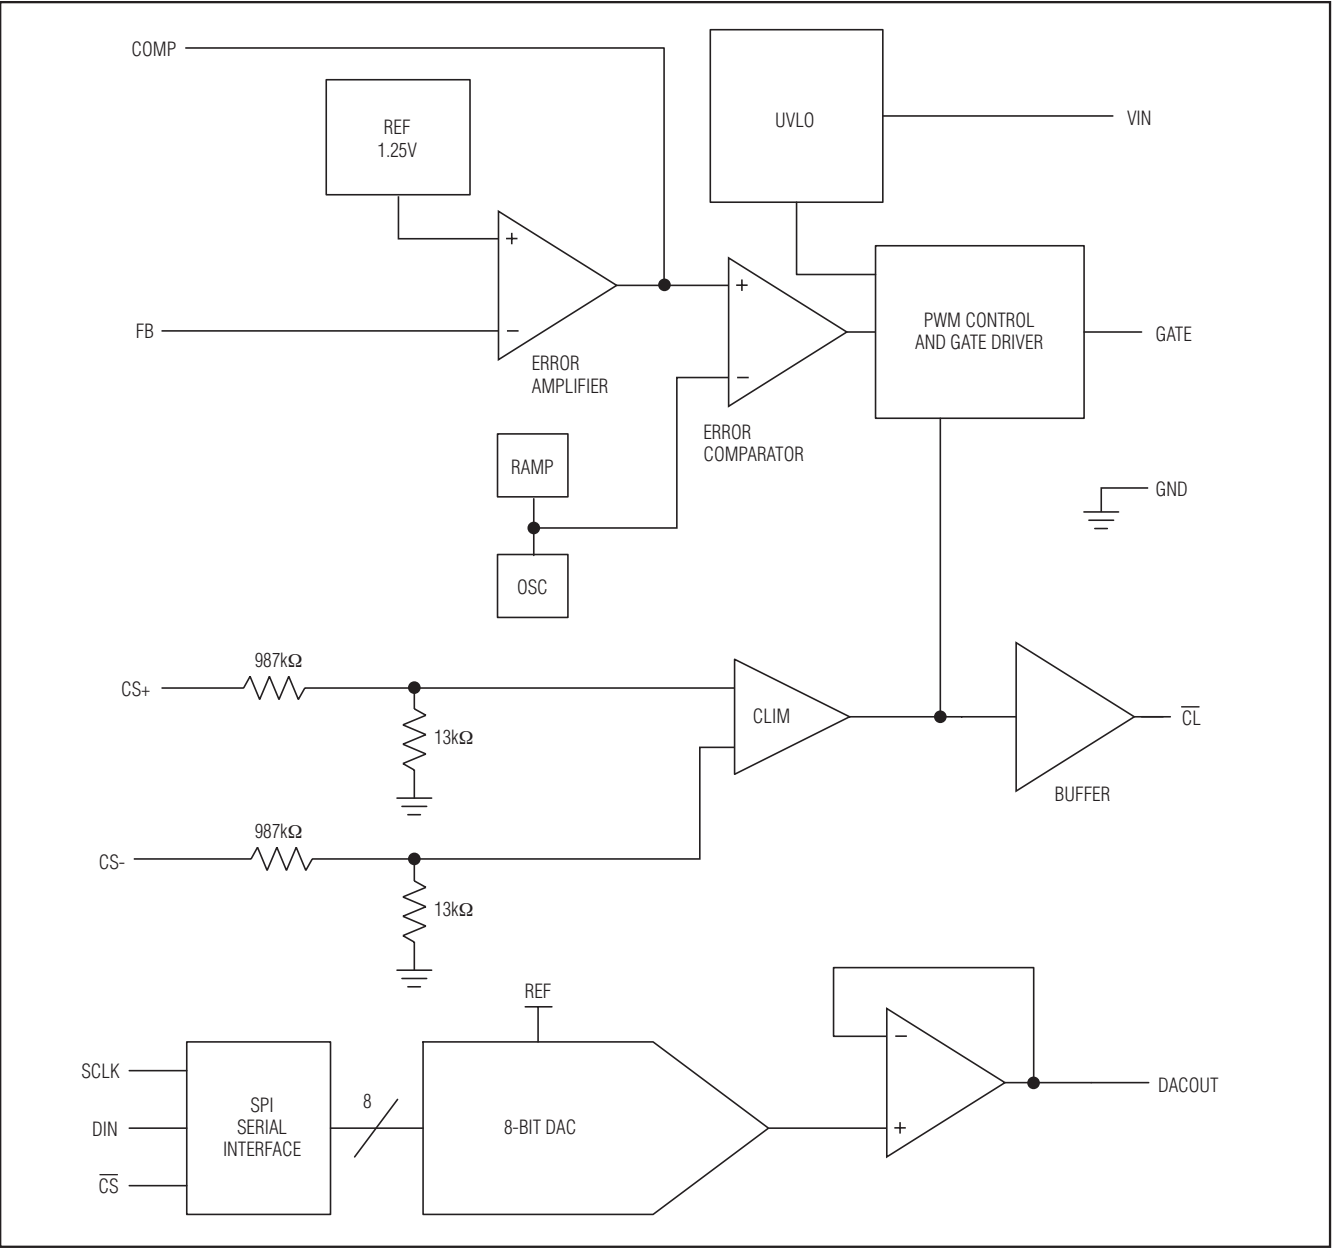 COMP
REF
1.25V
UVLO
VIN
+
FB
−
ERROR
AMPLIFIER
+
−
ERROR
COMPARATOR
PWM CONTROL
AND GATE DRIVER
GATE
RAMP
OSC
GND
987kΩ
CS+
13kΩ
CLIM
C̅L̅
BUFFER
987kΩ
CS-
13kΩ
REF
SCLK
DIN
C̅S̅
SPI
SERIAL
INTERFACE
8
8-BIT DAC
−
+
DACOUT